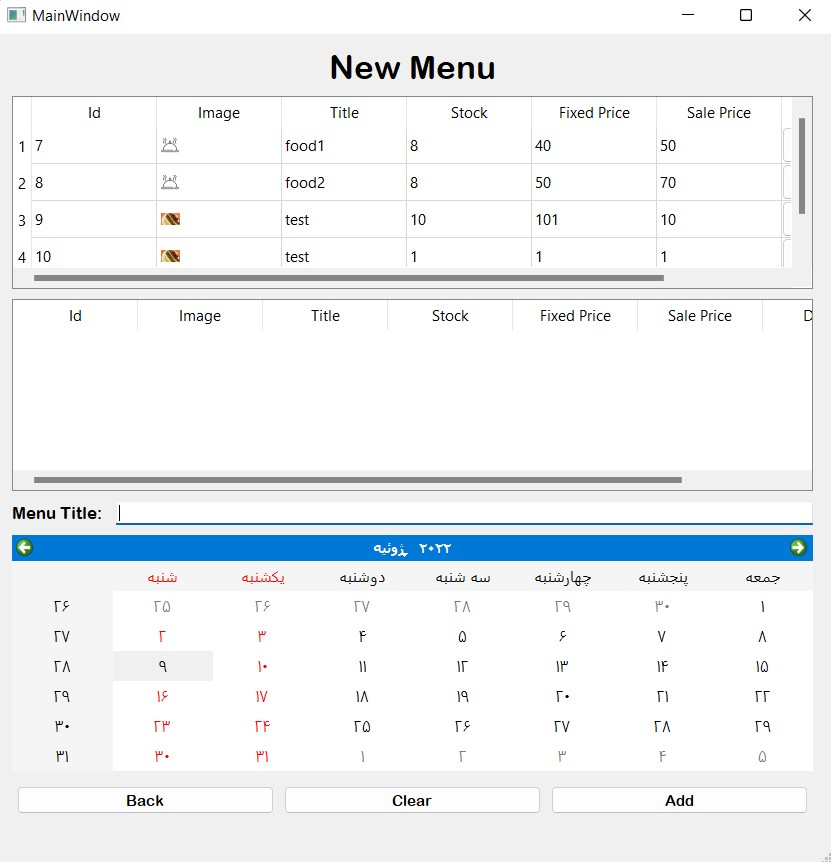 MainWindow
New Menu
Id Image Title Stock Fixed Price Sale Price
1 7 food1 8 40 50
2 8 food2 8 50 70
3 9 test 10 101 10
4 10 test 1 1 1
Id Image Title Stock Fixed Price Sale Price D
Menu Title:
ژوئیه ۲۰۲۲
شنبه یکشنبه دوشنبه سه شنبه چهارشنبه پنجشنبه جمعه
۲۶ ۲۵ ۲۶ ۲۷ ۲۸ ۲۹ ۳۰ ۱
۲۷ ۲ ۳ ۴ ۵ ۶ ۷ ۸
۲۸ ۹ ۱۰ ۱۱ ۱۲ ۱۳ ۱۴ ۱۵
۲۹ ۱۶ ۱۷ ۱۸ ۱۹ ۲۰ ۲۱ ۲۲
۳۰ ۲۳ ۲۴ ۲۵ ۲۶ ۲۷ ۲۸ ۲۹
۳۱ ۳۰ ۳۱ ۱ ۲ ۳ ۴ ۵
Back Clear Add